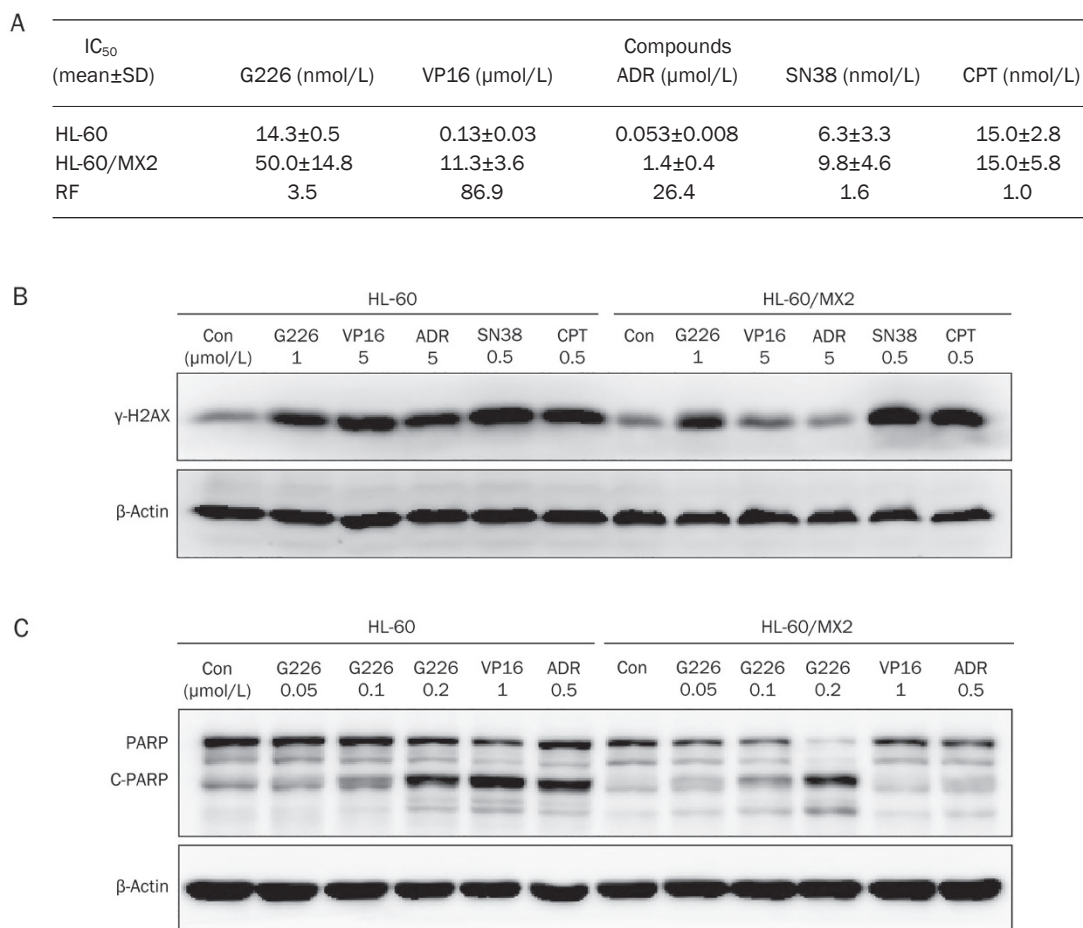 A
IC50 Compounds
(mean±SD) G226 (nmol/L) VP16 (µmol/L) ADR (µmol/L) SN38 (nmol/L) CPT (nmol/L)
HL-60 14.3±0.5 0.13±0.03 0.053±0.008 6.3±3.3 15.0±2.8
HL-60/MX2 50.0±14.8 11.3±3.6 1.4±0.4 9.8±4.6 15.0±5.8
RF 3.5 86.9 26.4 1.6 1.0
B
HL-60 HL-60/MX2
Con G226 VP16 ADR SN38 CPT Con G226 VP16 ADR SN38 CPT
(µmol/L) 1 5 5 0.5 0.5 1 5 5 0.5 0.5
γ-H2AX
β-Actin
C
HL-60 HL-60/MX2
Con G226 G226 G226 VP16 ADR Con G226 G226 G226 VP16 ADR
(µmol/L) 0.05 0.1 0.2 1 0.5 0.05 0.1 0.2 1 0.5
PARP
C-PARP
β-Actin